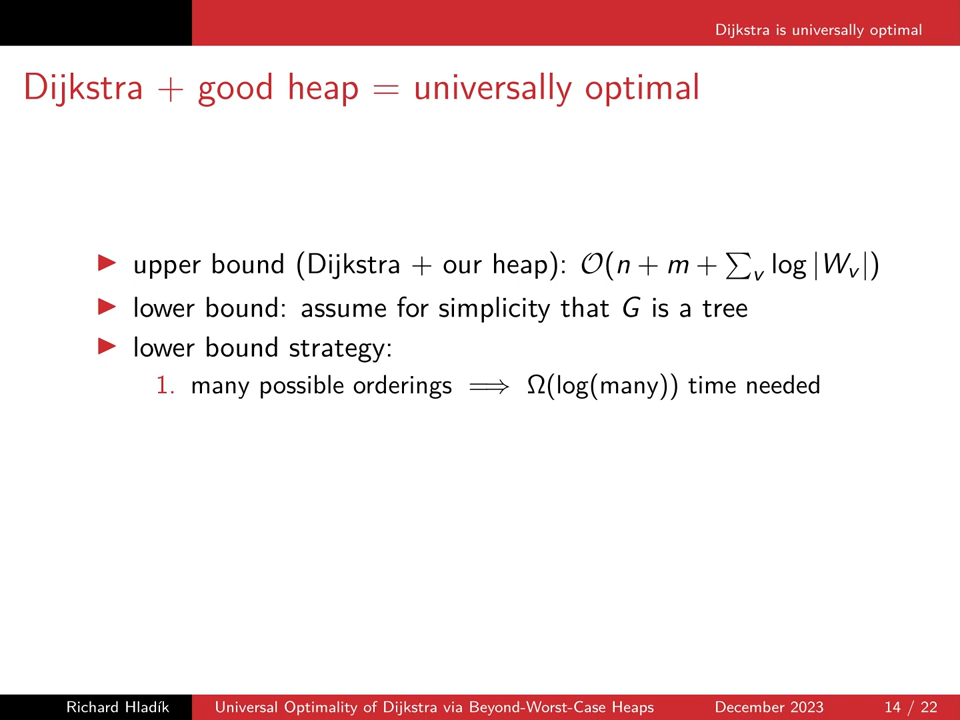 Dijkstra is universally optimal
Dijkstra + good heap = universally optimal
▶ upper bound (Dijkstra + our heap): 𝒪(n + m + ∑ᵥ log |Wᵥ|)
▶ lower bound: assume for simplicity that G is a tree
▶ lower bound strategy:
1. many possible orderings ⟹ Ω(log(many)) time needed
Richard Hladík Universal Optimality of Dijkstra via Beyond-Worst-Case Heaps December 2023 14 / 22